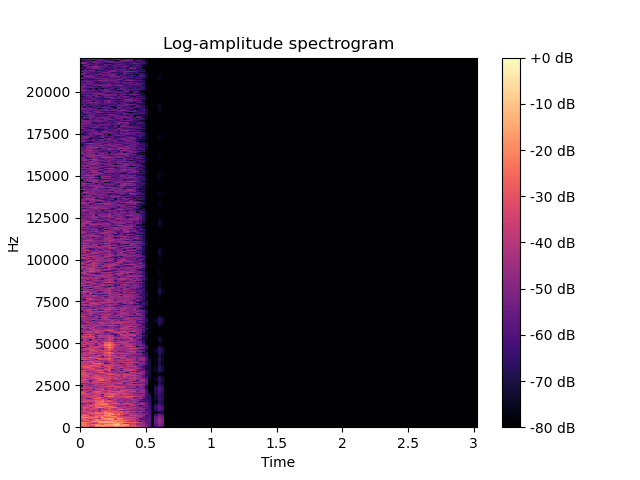 Log-amplitude spectrogram
Hz
20000
17500
15000
12500
10000
7500
5000
2500
0
0 0.5 1 1.5 2 2.5 3
Time
+0 dB
-10 dB
-20 dB
-30 dB
-40 dB
-50 dB
-60 dB
-70 dB
-80 dB